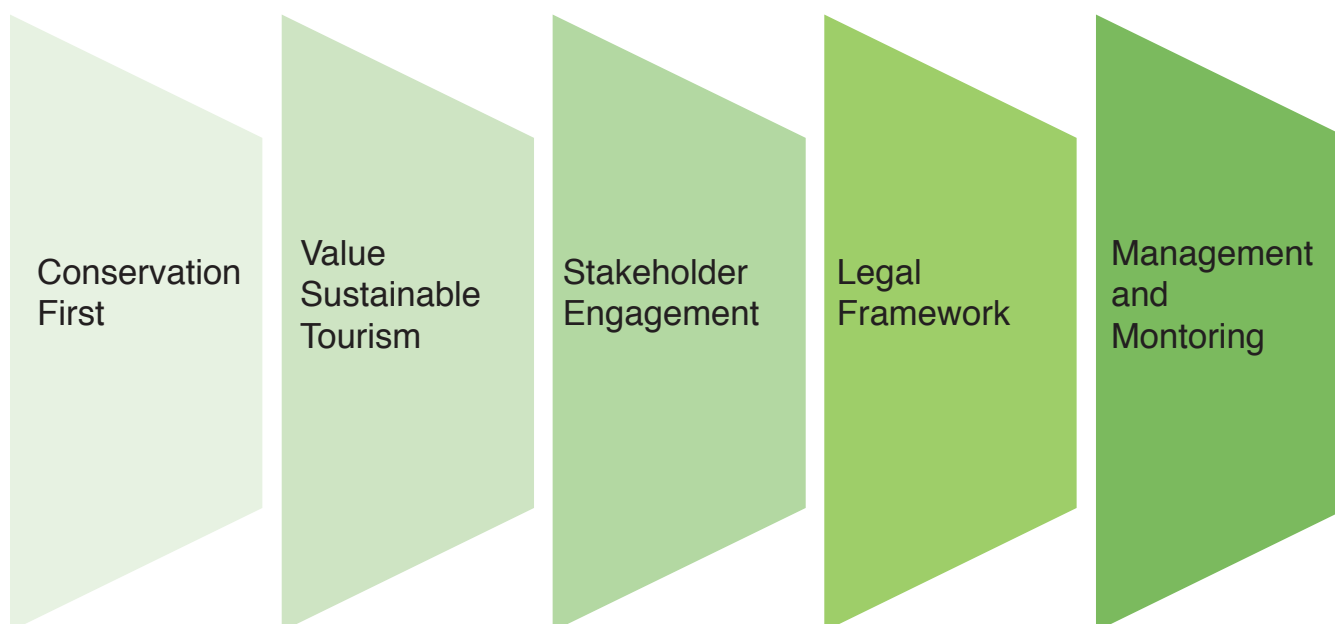 Conservation
First
Value
Sustainable
Tourism
Stakeholder
Engagement
Legal
Framework
Management
and
Montoring